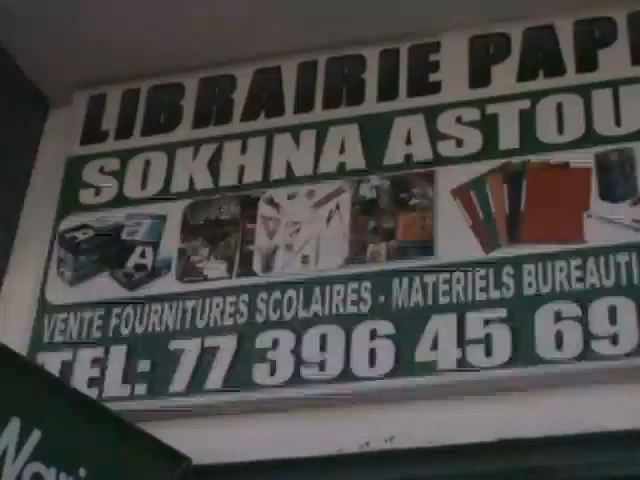 LIBRAIRIE PAP
SOKHNA ASTOU
A
VENTE FOURNITURES SCOLAIRES - MATERIELS BUREAUTI
TEL: 77 396 45 69